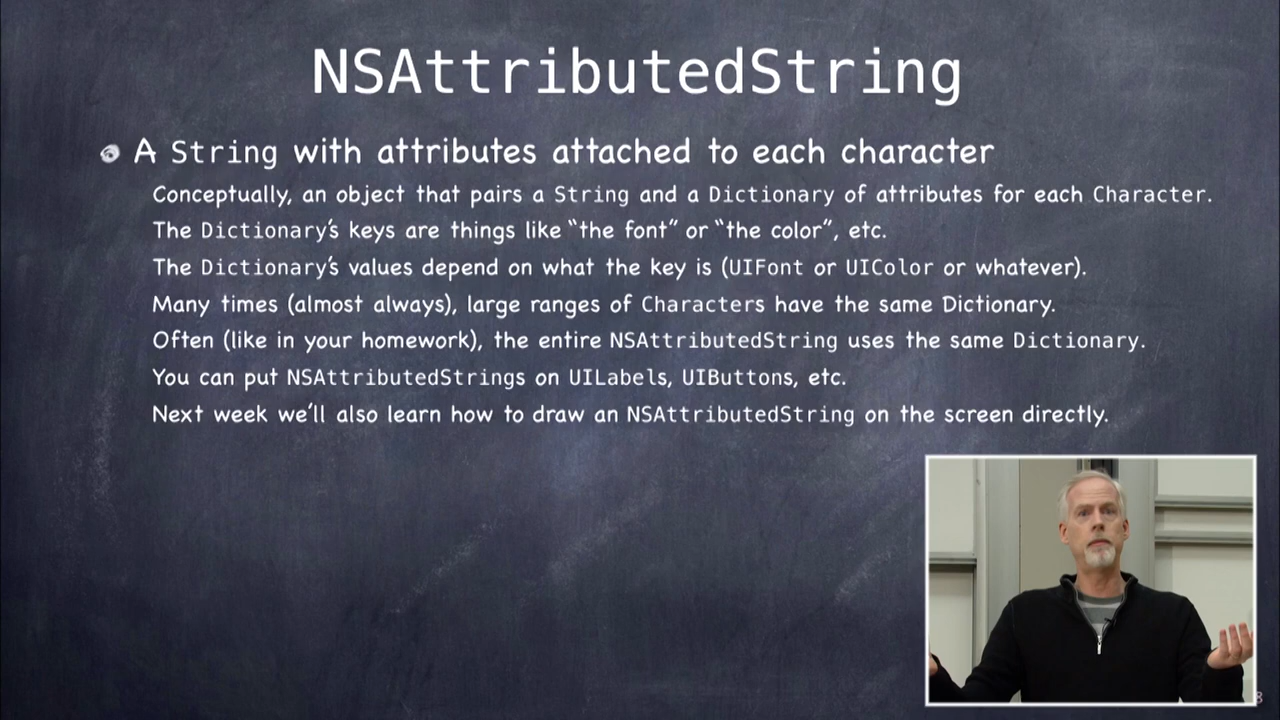 NSAttributedString
A String with attributes attached to each character
Conceptually, an object that pairs a String and a Dictionary of attributes for each Character.
The Dictionary's keys are things like “the font” or “the color”, etc.
The Dictionary's values depend on what the key is (UIFont or UIColor or whatever).
Many times (almost always), large ranges of Characters have the same Dictionary.
Often (like in your homework), the entire NSAttributedString uses the same Dictionary.
You can put NSAttributedStrings on UILabels, UIButtons, etc.
Next week we'll also learn how to draw an NSAttributedString on the screen directly.